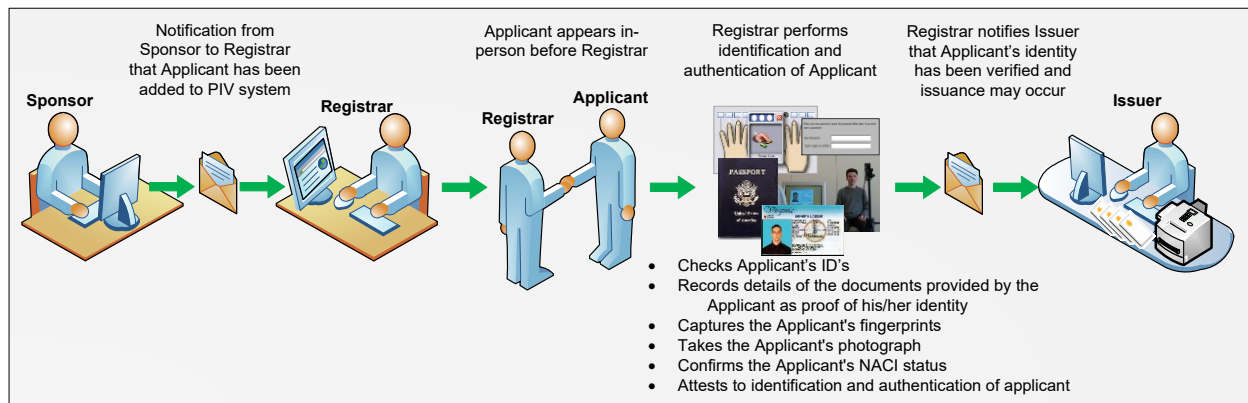 Notification from
Sponsor to Registrar
that Applicant has been
added to PIV system
Sponsor
Registrar
Applicant appears in-
person before Registrar
Applicant
Registrar
Registrar performs
identification and
authentication of Applicant
PASSPORT
United States
of America
Registrar notifies Issuer
that Applicant's identity
has been verified and
issuance may occur
Issuer
• Checks Applicant's ID's
• Records details of the documents provided by the
Applicant as proof of his/her identity
• Captures the Applicant's fingerprints
• Takes the Applicant's photograph
• Confirms the Applicant's NACI status
• Attests to identification and authentication of applicant